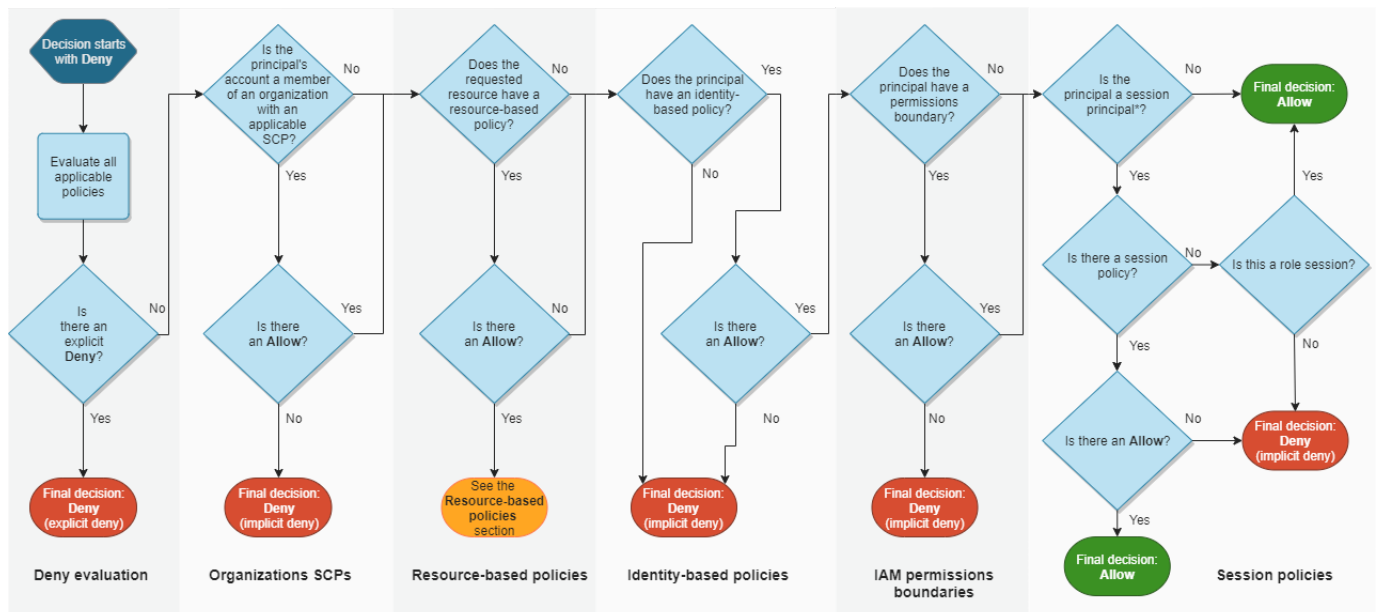 Decision starts
with Deny
Evaluate all
applicable
policies
Is
there an
explicit
Deny?
No
Yes
Final decision:
Deny
(explicit deny)
Deny evaluation
Is the
principal's
account a member
of an organization
with an
applicable
SCP?
No
Yes
Is there
an Allow?
Yes
No
Final decision:
Deny
(implicit deny)
Organizations SCPs
Does the
requested
resource have a
resource-based
policy?
No
Yes
Is there
an Allow?
No
Yes
See the
Resource-based
policies
section
Resource-based policies
Does the principal
have an identity-
based policy?
Yes
No
Is there
an Allow?
Yes
No
Final decision:
Deny
(implicit deny)
Identity-based policies
Does the
principal have a
permissions
boundary?
No
Yes
Is there
an Allow?
Yes
No
Final decision:
Deny
(implicit deny)
IAM permissions
boundaries
Is the
principal a session
principal*?
No
Final decision:
Allow
Yes
Yes
Is there a session
policy?
No
Is this a role session?
Yes
No
Is there an Allow?
No
Final decision:
Deny
(implicit deny)
Yes
Final decision:
Allow
Session policies